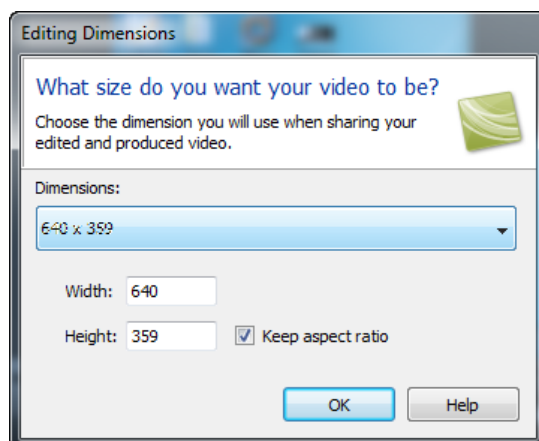 Editing Dimensions
What size do you want your video to be?
Choose the dimension you will use when sharing your
edited and produced video.
Dimensions:
640 x 359
Width: 640
Height: 359 Keep aspect ratio
OK Help